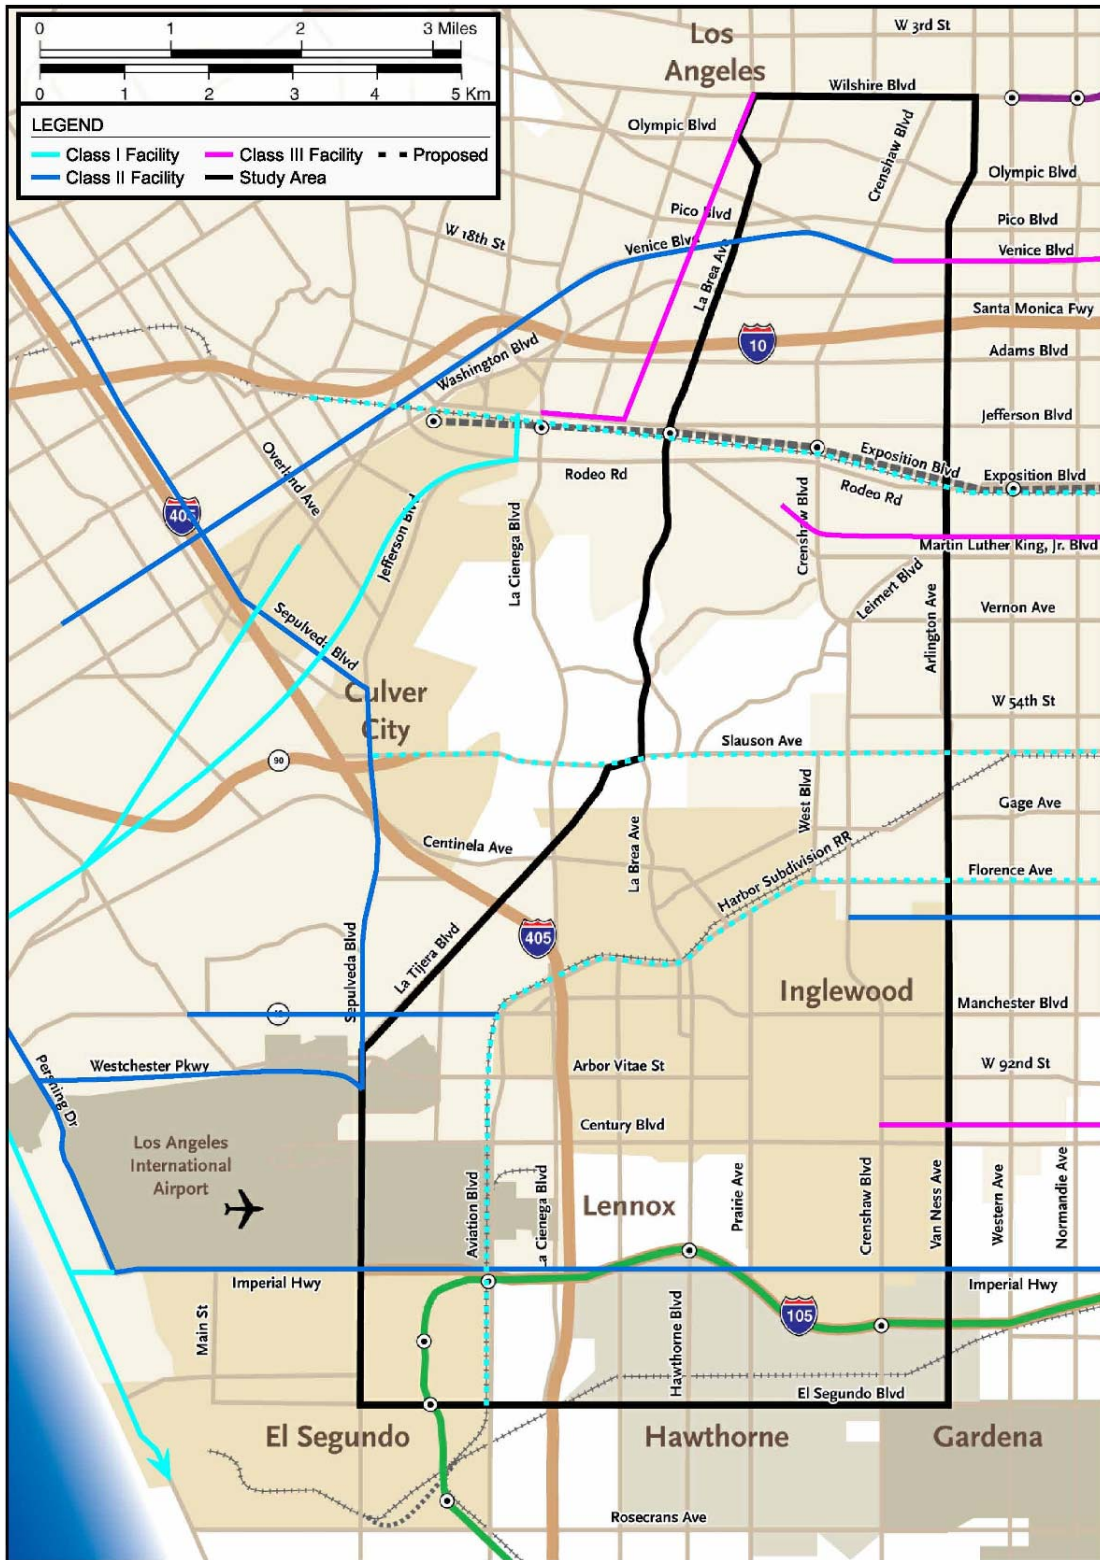 0 1 2 3 Miles
0 1 2 3 4 5 Km
LEGEND
Class I Facility
Class III Facility
Proposed
Class II Facility
Study Area
Los
Angeles
W 3rd St
Wilshire Blvd
Olympic Blvd
Crenshaw Blvd
Olympic Blvd
Pico Blvd
Pico Blvd
W 18th St
Venice Blvd
Venice Blvd
La Brea Ave
Santa Monica Fwy
10
Adams Blvd
Washington Blvd
Jefferson Blvd
Overland Ave
Exposition Blvd
Exposition Blvd
Rodeo Rd
Rodeo Rd
405
Jefferson Blvd
La Cienega Blvd
Crenshaw Blvd
Martin Luther King, Jr. Blvd
Leimert Blvd
Arlington Ave
Vernon Ave
Sepulveda Blvd
Culver
City
W 54th St
Slauson Ave
90
West Blvd
Gage Ave
Centinela Ave
La Brea Ave
Harbor Subdivision RR
Florence Ave
405
La Tijera Blvd
Sepulveda Blvd
Inglewood
Manchester Blvd
Westchester Pkwy
Arbor Vitae St
W 92nd St
Pershing Dr
Century Blvd
Los Angeles
International
Airport
Aviation Blvd
La Cienega Blvd
Lennox
Prairie Ave
Crenshaw Blvd
Van Ness Ave
Western Ave
Normandie Ave
Imperial Hwy
Imperial Hwy
Main St
Hawthorne Blvd
105
El Segundo Blvd
El Segundo
Hawthorne
Gardena
Rosecrans Ave